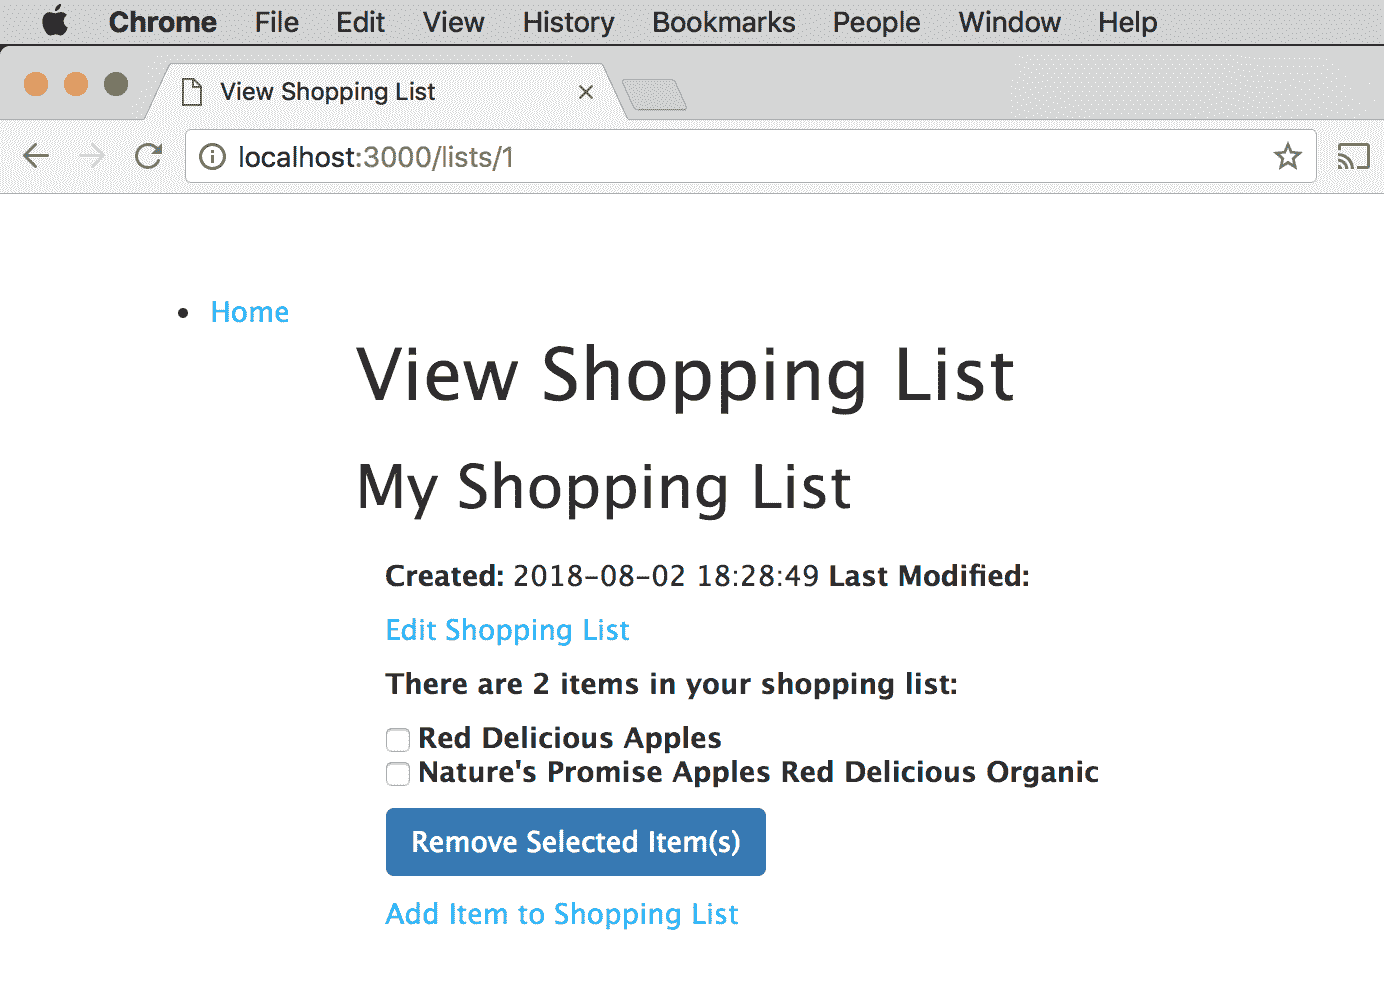 Chrome File Edit View History Bookmarks People Window Help
View Shopping List
localhost:3000/lists/1
Home
View Shopping List
My Shopping List
Created: 2018-08-02 18:28:49 Last Modified:
Edit Shopping List
There are 2 items in your shopping list:
Red Delicious Apples
Nature's Promise Apples Red Delicious Organic
Remove Selected Item(s)
Add Item to Shopping List